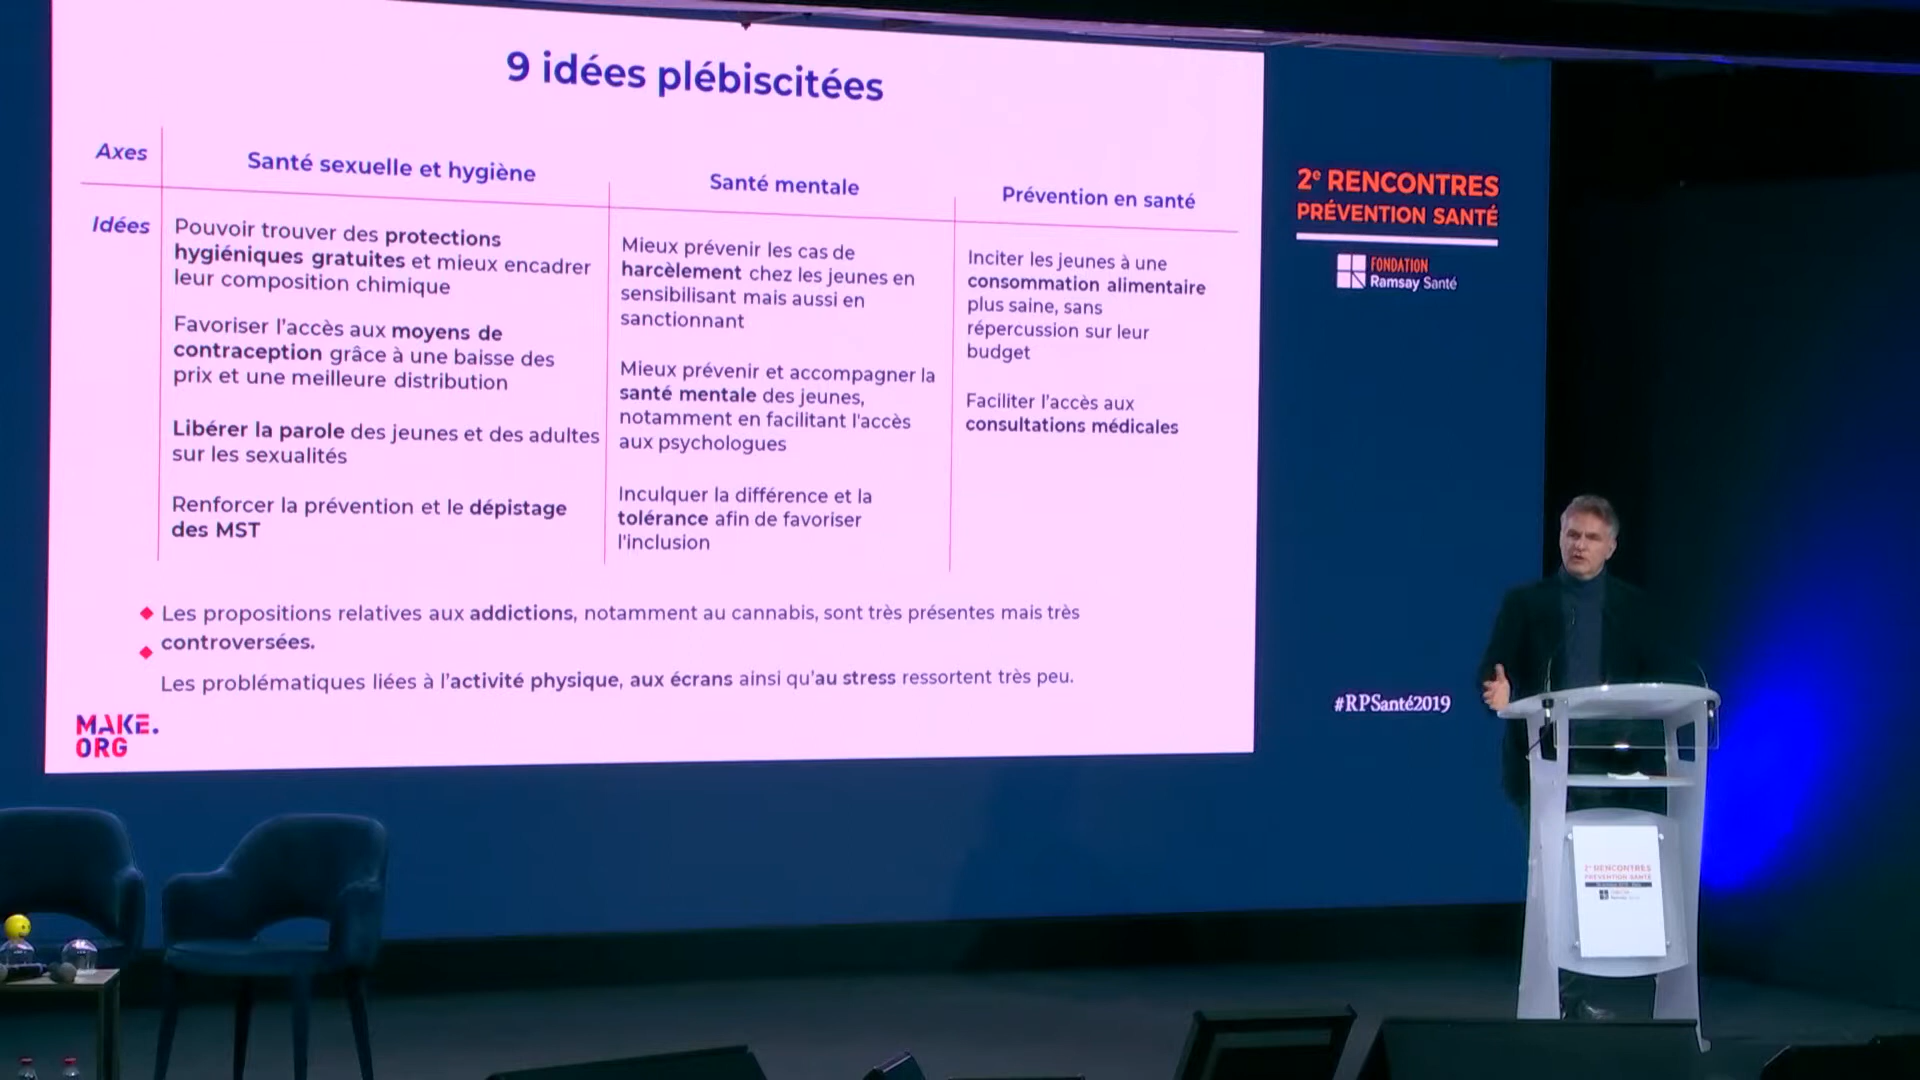 9 idées plébiscitées
Axes
Santé sexuelle et hygiène
Santé mentale
Prévention en santé
Idées
Pouvoir trouver des protections
hygiéniques gratuites et mieux encadrer
leur composition chimique
Favoriser l'accès aux moyens de
contraception grâce à une baisse des
prix et une meilleure distribution
Libérer la parole des jeunes et des adultes
sur les sexualités
Renforcer la prévention et le dépistage
des MST
Mieux prévenir les cas de
harcèlement chez les jeunes en
sensibilisant mais aussi en
sanctionnant
Mieux prévenir et accompagner la
santé mentale des jeunes,
notamment en facilitant l'accès
aux psychologues
Inculquer la différence et la
tolérance afin de favoriser
l'inclusion
Inciter les jeunes à une
consommation alimentaire
plus saine, sans
répercussion sur leur
budget
Faciliter l'accès aux
consultations médicales
Les propositions relatives aux addictions, notamment au cannabis, sont très présentes mais très
controversées.
Les problématiques liées à l'activité physique, aux écrans ainsi qu'au stress ressortent très peu.
MAKE.
ORG
2e RENCONTRES
PRÉVENTION SANTÉ
FONDATION
Ramsay Santé
#RPSanté2019
2e RENCONTRES
PRÉVENTION SANTÉ